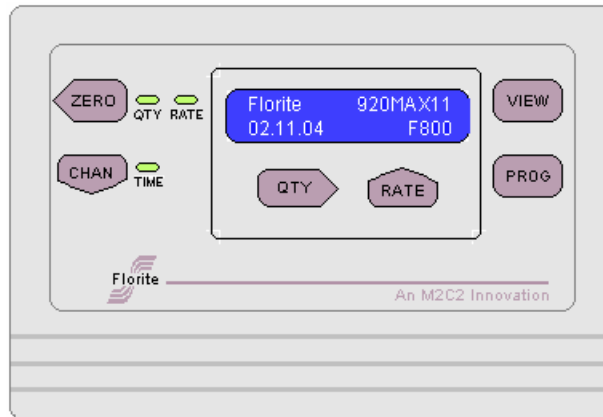 ZERO
QTY RATE
Florite 920MAX11
02.11.04 F800
VIEW
CHAN
TIME
QTY
RATE
PROG
Florite
An M2C2 Innovation